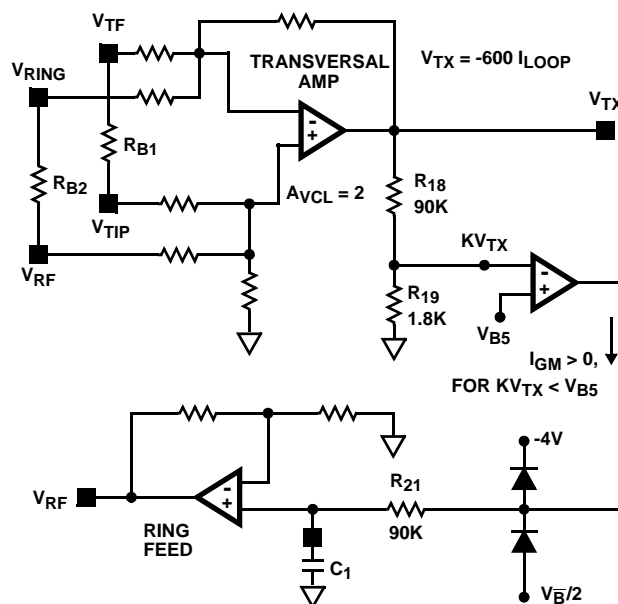 V_TF
TRANSVERSAL
AMP
V_TX = -600 I_LOOP
V_RING
V_TX
-
+
R_B1
R_B2
R_18
90K
A_VCL = 2
V_TIP
KV_TX
V_RF
-
+
R_19
1.8K
V_B5
I_GM > 0,
FOR KV_TX < V_B5
-4V
-
+
R_21
90K
V_RF
RING
FEED
C_1
V_B̅/2